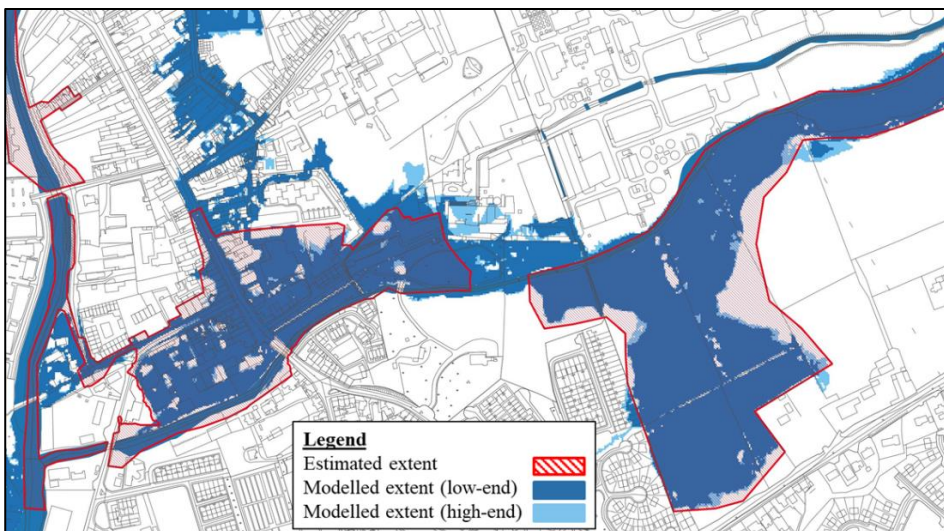 Legend
Estimated extent
Modelled extent (low-end)
Modelled extent (high-end)